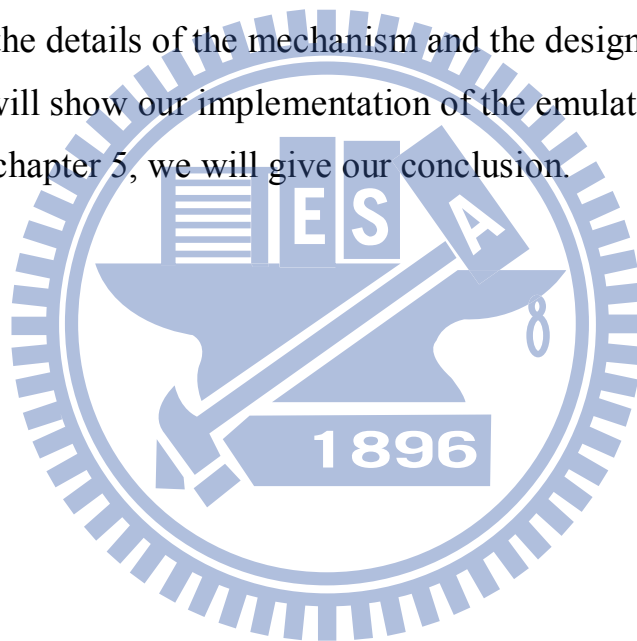 the details of the mechanism and the design
will show our implementation of the emulat
chapter 5, we will give our conclusion.
E S A
1896